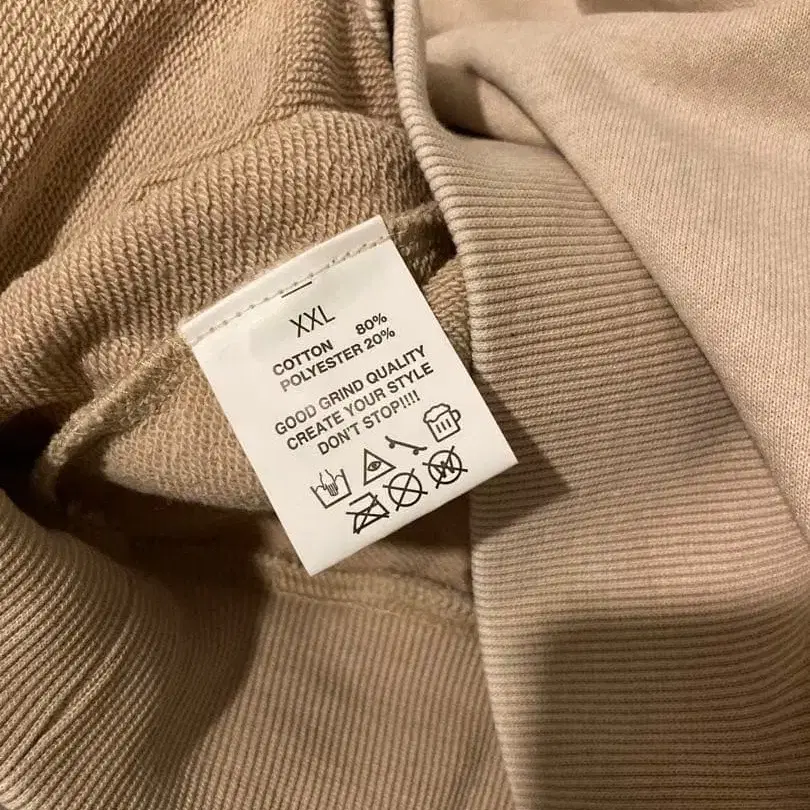 XXL
COTTON 80%
POLYESTER 20%
GOOD GRIND QUALITY
CREATE YOUR STYLE
DON'T STOP!!!!
W